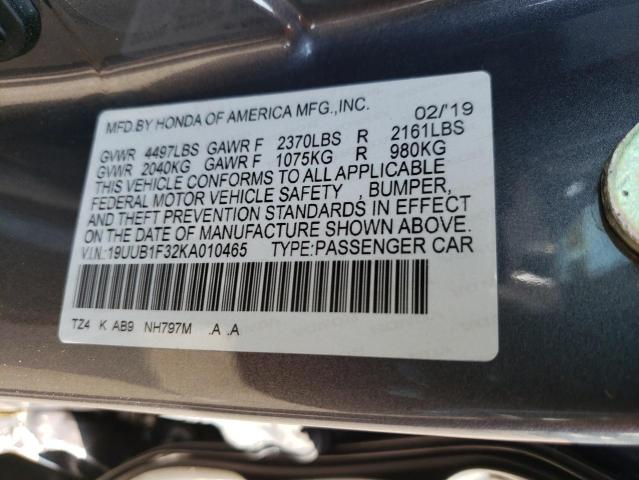 MFD.BY HONDA OF AMERICA MFG.,INC. 02/'19
GVWR 4497LBS GAWR F 2370LBS R 2161LBS
GVWR 2040KG GAWR F 1075KG R 980KG
THIS VEHICLE CONFORMS TO ALL APPLICABLE
FEDERAL MOTOR VEHICLE SAFETY , BUMPER,
AND THEFT PREVENTION STANDARDS IN EFFECT
ON THE DATE OF MANUFACTURE SHOWN ABOVE.
V.I.N.:19UUB1F32KA010465 TYPE:PASSENGER CAR
TZ4 K AB9 NH797M .A .A